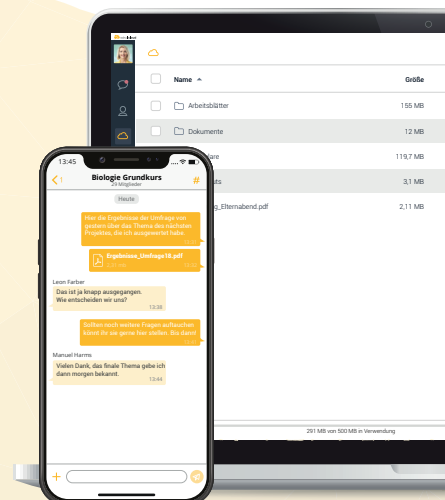 Name
Größe
Arbeitsblätter
155 MB
Dokumente
12 MB
119,7 MB
3,1 MB
_Elternabend.pdf
2,11 MB
291 MB von 500 MB in Verwendung
13:45
1
Biologie Grundkurs
29 Mitglieder
#
Heute
Hier die Ergebnisse der Umfrage von
gestern über das Thema des nächsten
Projektes, die ich ausgewertet habe.
Ergebnisse_Umfrage18.pdf
Leon Farber
Das ist ja knapp ausgegangen.
Wie entscheiden wir uns?
13:38
Sollten noch weitere Fragen auftauchen
könnt ihr sie gerne hier stellen. Bis dann!
Manuel Harms
Vielen Dank, das finale Thema gebe ich
dann morgen bekannt.
13:44